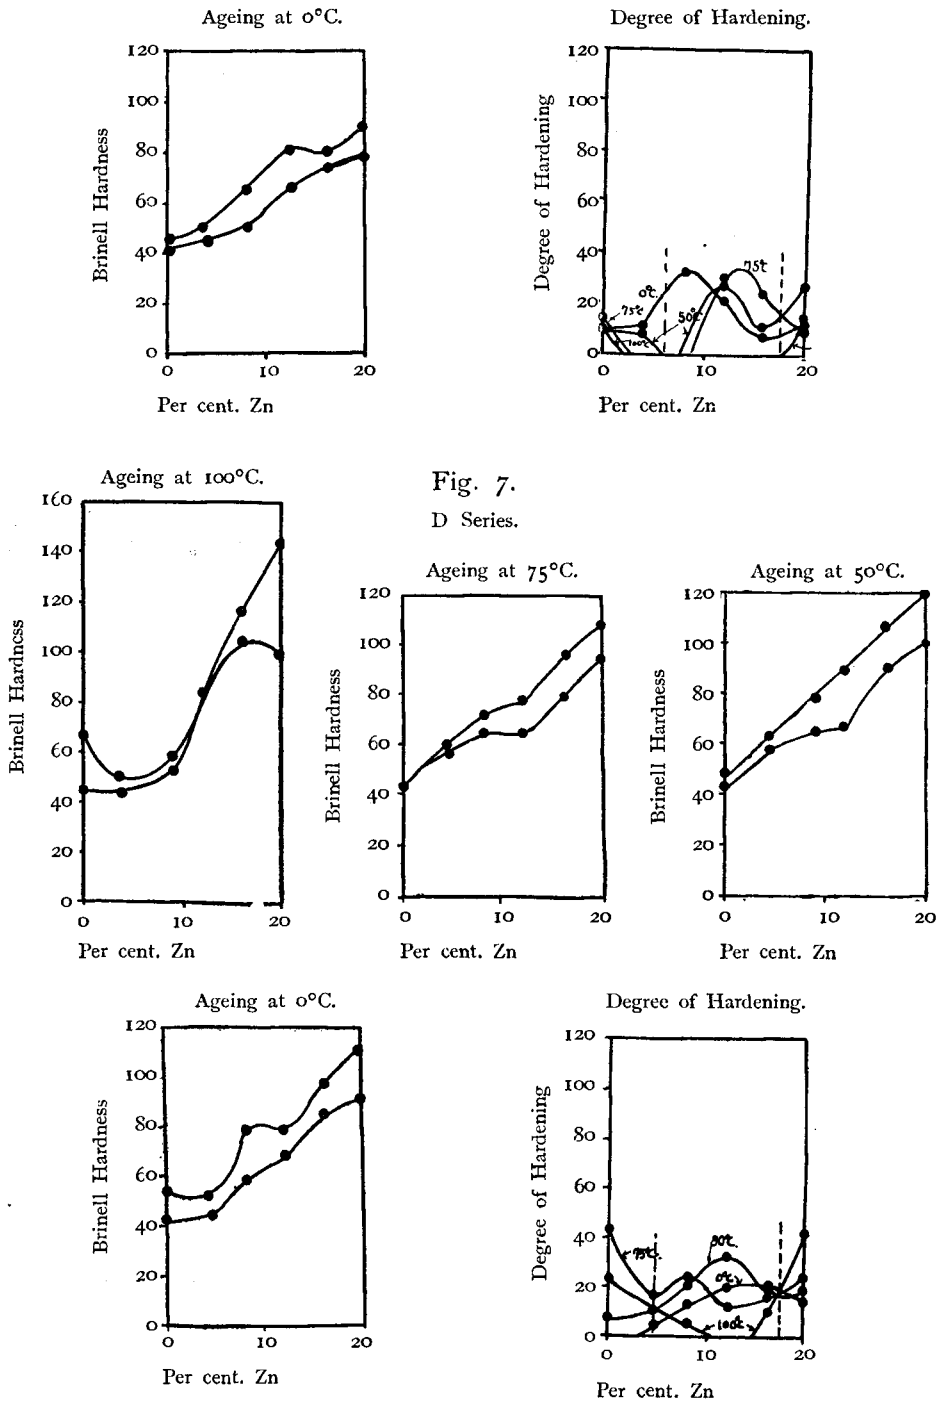 Ageing at 0°C.
120
100
80
60
40
20
0
0 10 20
Brinell Hardness
Per cent. Zn
Degree of Hardening.
120
100
80
60
40
20
0
0 10 20
Degree of Hardening
75°C
0°C.
75°C
50°C
100°C
Per cent. Zn
Ageing at 100°C.
160
140
120
100
80
60
40
20
0
0 10 20
Brinell Hardness
Per cent. Zn
Fig. 7.
D Series.
Ageing at 75°C.
120
100
80
60
40
20
0
0 10 20
Brinell Hardness
Per cent. Zn
Ageing at 50°C.
120
100
80
60
40
20
0
0 10 20
Brinell Hardness
Per cent. Zn
Ageing at 0°C.
120
100
80
60
40
20
0
0 10 20
Brinell Hardness
Per cent. Zn
Degree of Hardening.
120
100
80
60
40
20
0
0 10 20
Degree of Hardening
75°C.
50°C.
0°C
100°C
Per cent. Zn